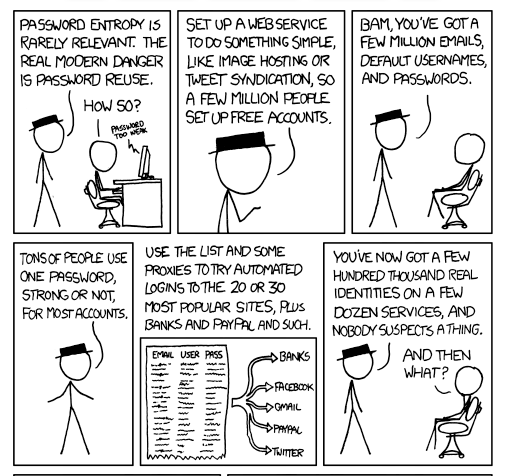 PASSWORD ENTROPY IS
RARELY RELEVANT. THE
REAL MODERN DANGER
IS PASSWORD REUSE.
HOW SO?
PASSWORD
TOO WEAK
SET UP A WEB SERVICE
TO DO SOMETHING SIMPLE,
LIKE IMAGE HOSTING OR
TWEET SYNDICATION, SO
A FEW MILLION PEOPLE
SET UP FREE ACCOUNTS.
BAM, YOU'VE GOT A
FEW MILLION EMAILS,
DEFAULT USERNAMES,
AND PASSWORDS.
TONS OF PEOPLE USE
ONE PASSWORD,
STRONG OR NOT,
FOR MOST ACCOUNTS.
USE THE LIST AND SOME
PROXIES TO TRY AUTOMATED
LOGINS TO THE 20 OR 30
MOST POPULAR SITES, PLUS
BANKS AND PAYPAL AND SUCH.
EMAIL USER PASS
BANKS
FACEBOOK
GMAIL
PAYPAL
TWITTER
YOU'VE NOW GOT A FEW
HUNDRED THOUSAND REAL
IDENTITIES ON A FEW
DOZEN SERVICES, AND
NOBODY SUSPECTS A THING.
AND THEN
WHAT?